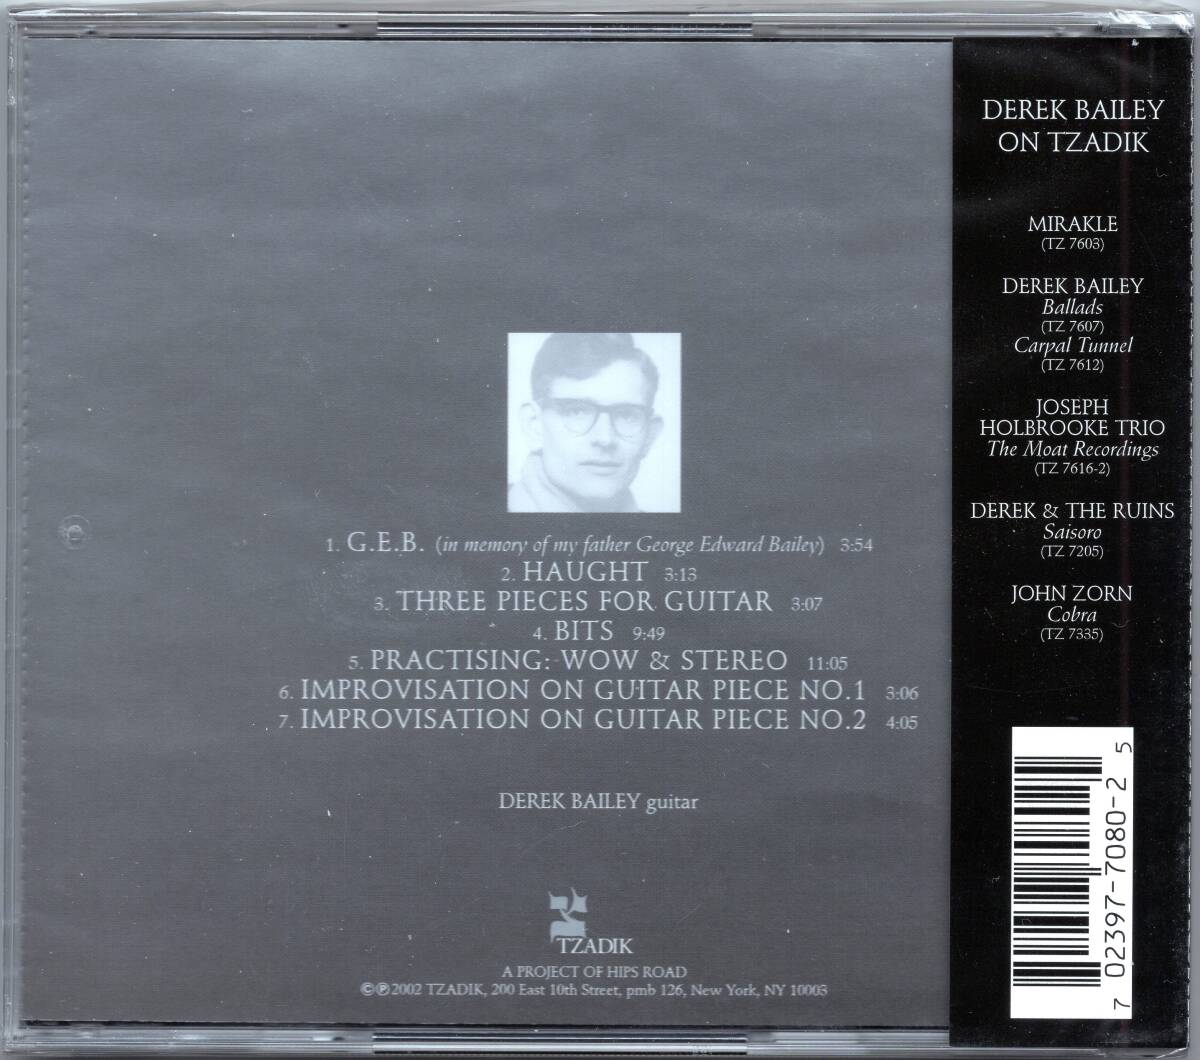 1. G.E.B. (in memory of my father George Edward Bailey) 3:54
2. HAUGHT 3:13
3. THREE PIECES FOR GUITAR 3:07
4. BITS 9:49
5. PRACTISING: WOW & STEREO 11:05
6. IMPROVISATION ON GUITAR PIECE NO.1 3:06
7. IMPROVISATION ON GUITAR PIECE NO.2 4:05
DEREK BAILEY guitar
TZADIK
A PROJECT OF HIPS ROAD
©℗2002 TZADIK, 200 East 10th Street, pmb 126, New York, NY 10003
DEREK BAILEY
ON TZADIK
MIRAKLE
(TZ 7603)
DEREK BAILEY
Ballads
(TZ 7607)
Carpal Tunnel
(TZ 7612)
JOSEPH
HOLBROOKE TRIO
The Moat Recordings
(TZ 7616-2)
DEREK & THE RUINS
Saisoro
(TZ 7205)
JOHN ZORN
Cobra
(TZ 7335)
7 02397-7080-2 5